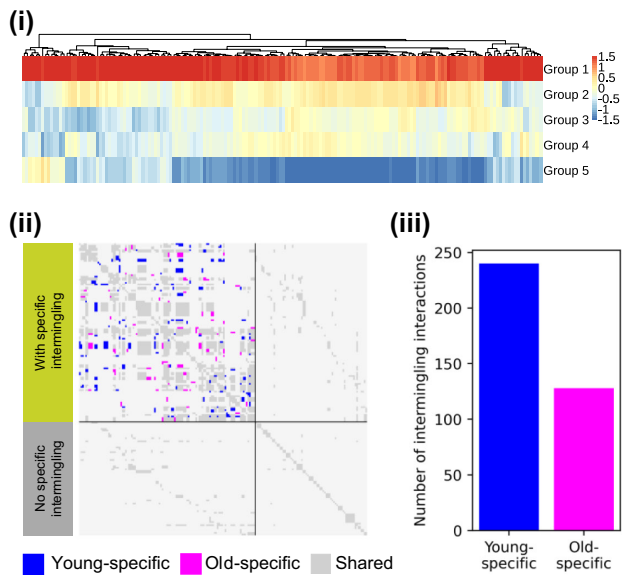 (i)
Group 1
Group 2
Group 3
Group 4
Group 5
1.5
1
0.5
0
-0.5
-1
-1.5
(ii)
With specific
intermingling
No specific
intermingling
Young-specific
Old-specific
Shared
(iii)
Number of intermingling interactions
250
200
150
100
50
0
Young-
specific
Old-
specific